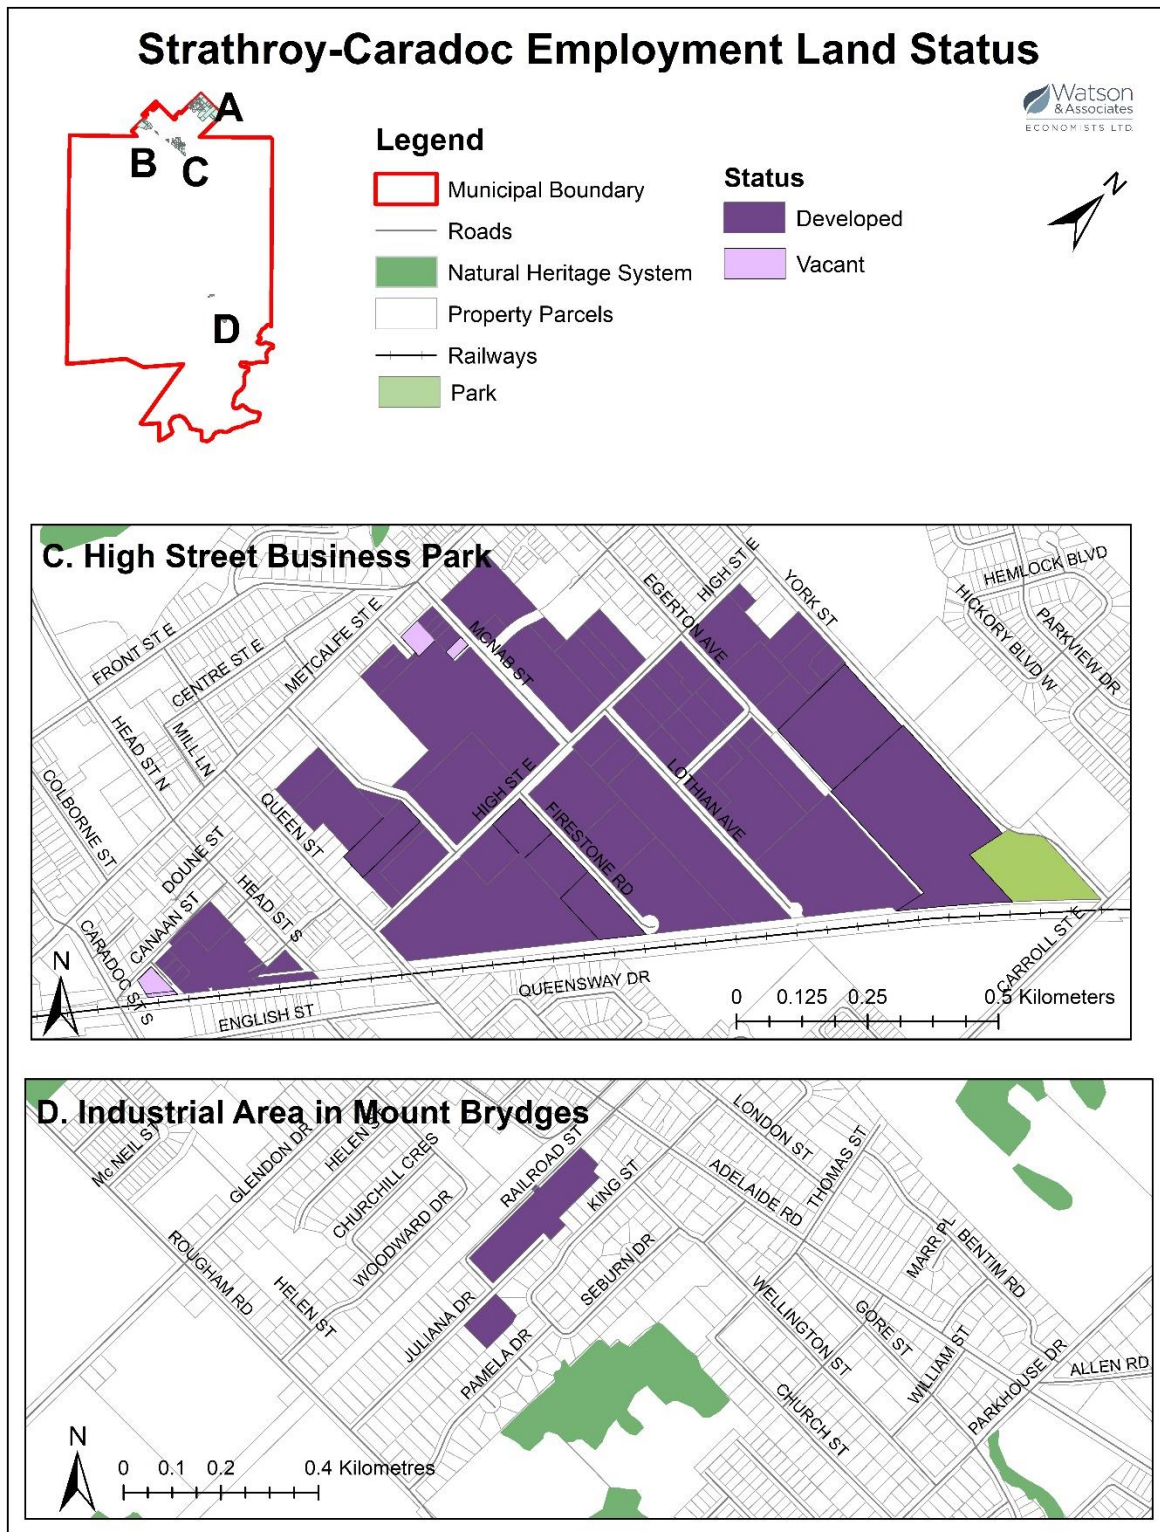 Strathroy-Caradoc Employment Land Status
A
B
C
D
Legend
Municipal Boundary
Roads
Natural Heritage System
Property Parcels
Railways
Park
Status
Developed
Vacant
Watson
& Associates
ECONOMISTS LTD.
N
C. High Street Business Park
FRONT ST E
CENTRE ST E
METCALFE ST E
HEAD ST N
MILL LN
COLBORNE ST
QUEEN ST
DOUNE ST
HEAD ST S
CANAAN ST
CARADOC ST S
ENGLISH ST
MCNAB ST
HIGH ST E
FIRESTONE RD
LOTHIAN AVE
EGERTON AVE
HIGH ST E
YORK ST
HEMLOCK BLVD
HICKORY BLVD W
PARKVIEW DR
QUEENSWAY DR
CARROLL ST E
N
0 0.125 0.25 0.5 Kilometers
D. Industrial Area in Mount Brydges
Mc NEIL ST
GLENDON DR
HELEN ST
CHURCHILL CRES
WOODWARD DR
ROUGHAM RD
HELEN ST
RAILROAD ST
KING ST
JULIANA DR
PAMELA DR
SEBURN DR
LONDON ST
ADELAIDE RD
THOMAS ST
MARR PL
BENTIM RD
WELLINGTON ST
GORE ST
WILLIAM ST
CHURCH ST
PARKHOUSE DR
ALLEN RD
N
0 0.1 0.2 0.4 Kilometres